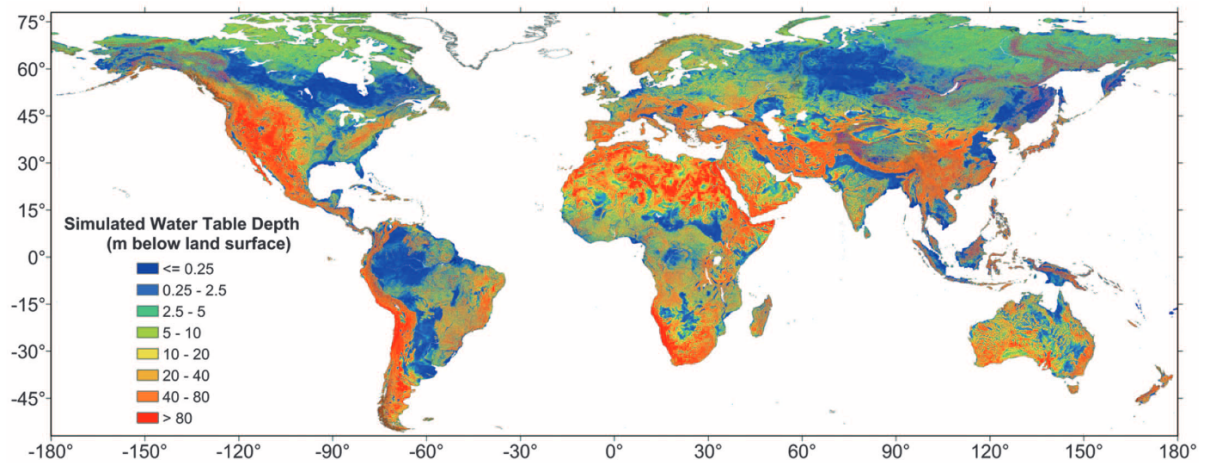 75°
60°
45°
30°
15°
0°
-15°
-30°
-45°
Simulated Water Table Depth
(m below land surface)
<= 0.25
0.25 - 2.5
2.5 - 5
5 - 10
10 - 20
20 - 40
40 - 80
> 80
-180° -150° -120° -90° -60° -30° 0° 30° 60° 90° 120° 150° 180°